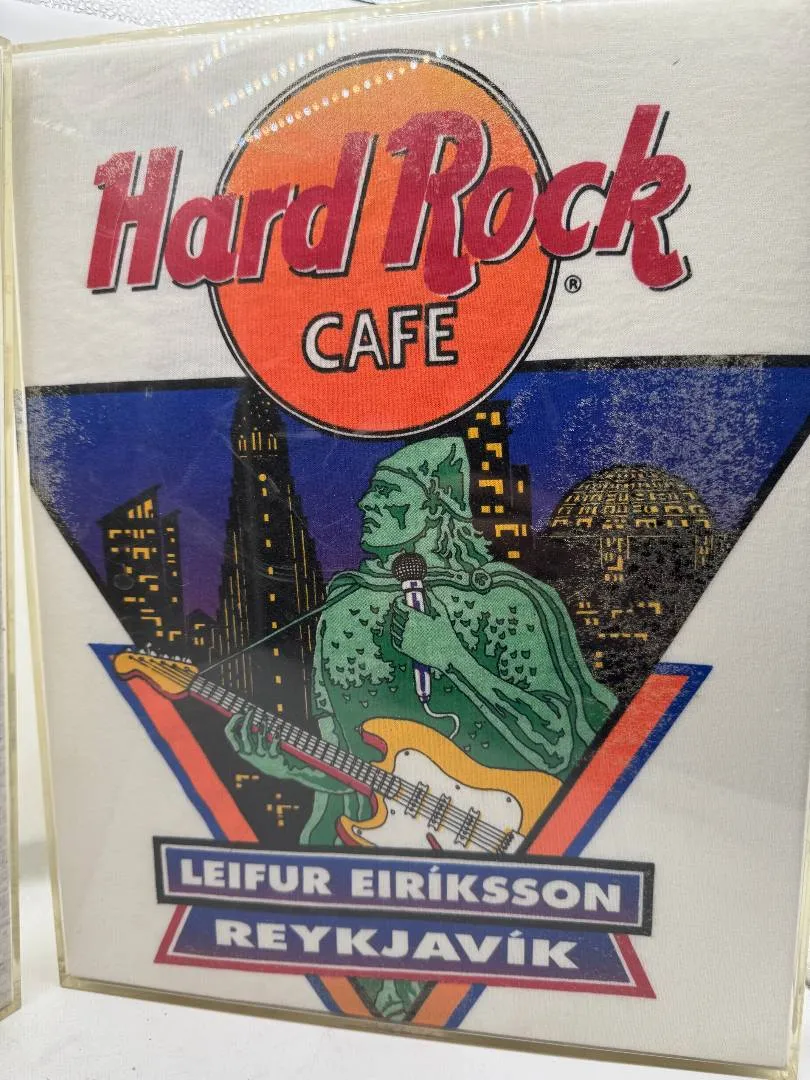 Hard Rock
®
CAFE
LEIFUR EIRÍKSSON
REYKJAVÍK